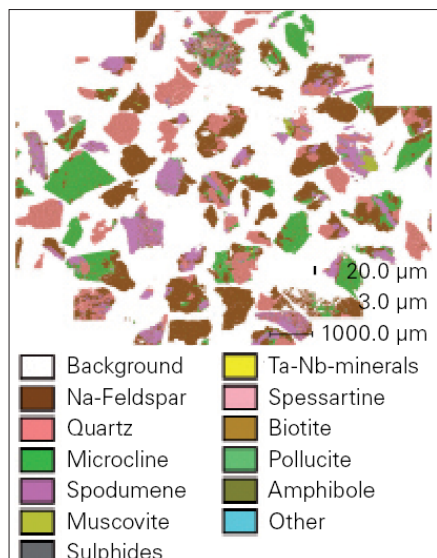 20.0 µm
3.0 µm
1000.0 µm
Background
Na-Feldspar
Quartz
Microcline
Spodumene
Muscovite
Sulphides
Ta-Nb-minerals
Spessartine
Biotite
Pollucite
Amphibole
Other